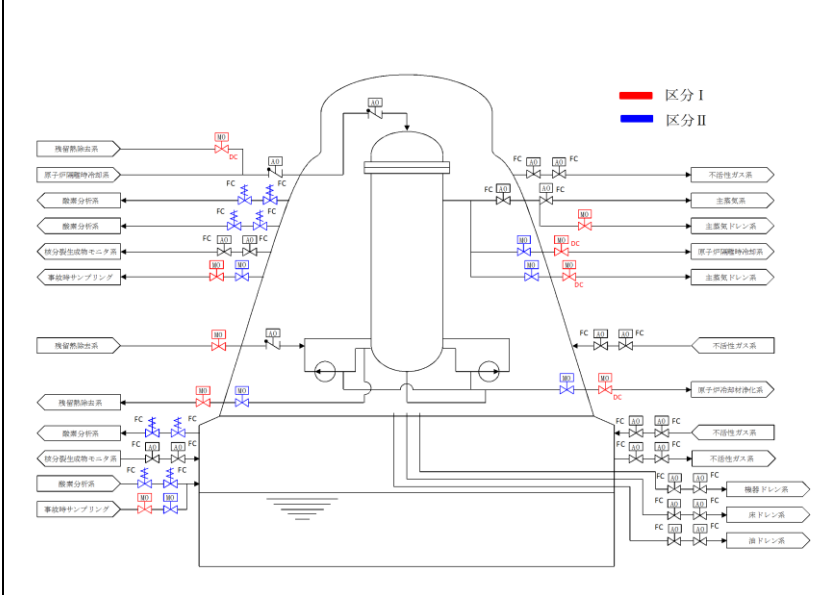 区分Ⅰ
区分Ⅱ
AO
MO
DC
残留熱除去系
AO
原子炉隔離時冷却系
FC
FC
酸素分析系
FC
FC
酸素分析系
FC
AO
AO
FC
核分裂生成物モニタ系
MO
MO
事故時サンプリング
AO
AO
FC
不活性ガス系
FC
AO
AO
FC
主蒸気系
MO
主蒸気ドレン系
MO
MO
DC
原子炉隔離時冷却系
MO
MO
DC
主蒸気ドレン系
MO
AO
残留熱除去系
FC
AO
AO
FC
不活性ガス系
MO
MO
残留熱除去系
MO
MO
DC
原子炉冷却材浄化系
FC
FC
酸素分析系
FC
AO
AO
FC
核分裂生成物モニタ系
FC
FC
酸素分析系
MO
MO
事故時サンプリング
FC
AO
AO
FC
不活性ガス系
FC
AO
AO
FC
不活性ガス系
FC
AO
AO
FC
機器ドレン系
FC
AO
AO
FC
床ドレン系
FC
AO
AO
FC
油ドレン系